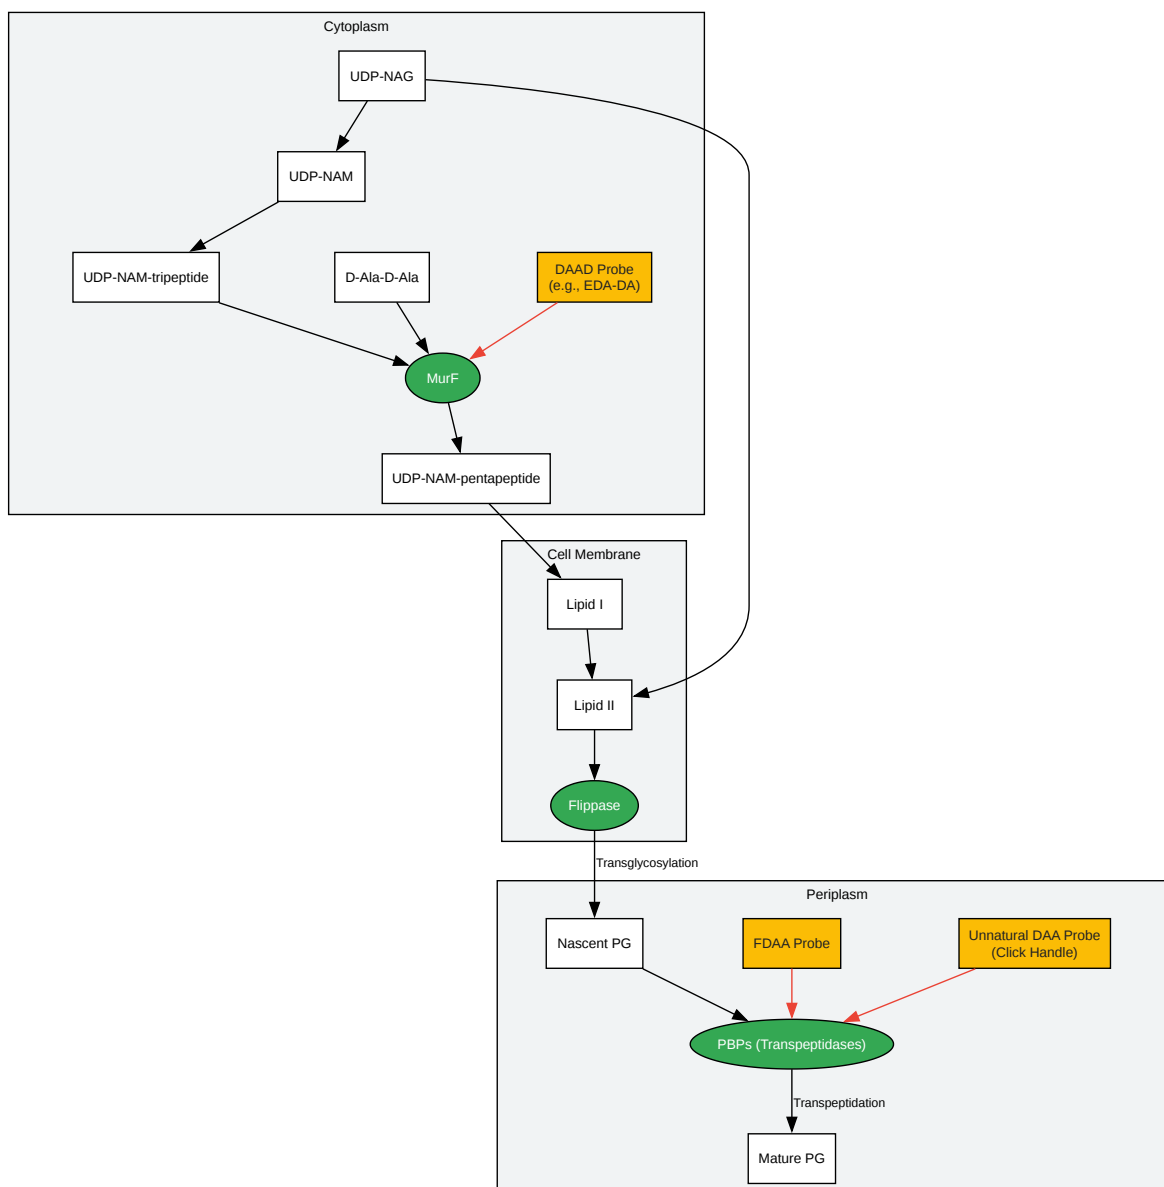 Cytoplasm
UDP-NAG
UDP-NAM
UDP-NAM-tripeptide
D-Ala-D-Ala
DAAD Probe
(e.g., EDA-DA)
MurF
UDP-NAM-pentapeptide
Cell Membrane
Lipid I
Lipid II
Flippase
Transglycosylation
Periplasm
Nascent PG
FDAA Probe
Unnatural DAA Probe
(Click Handle)
PBPs (Transpeptidases)
Transpeptidation
Mature PG